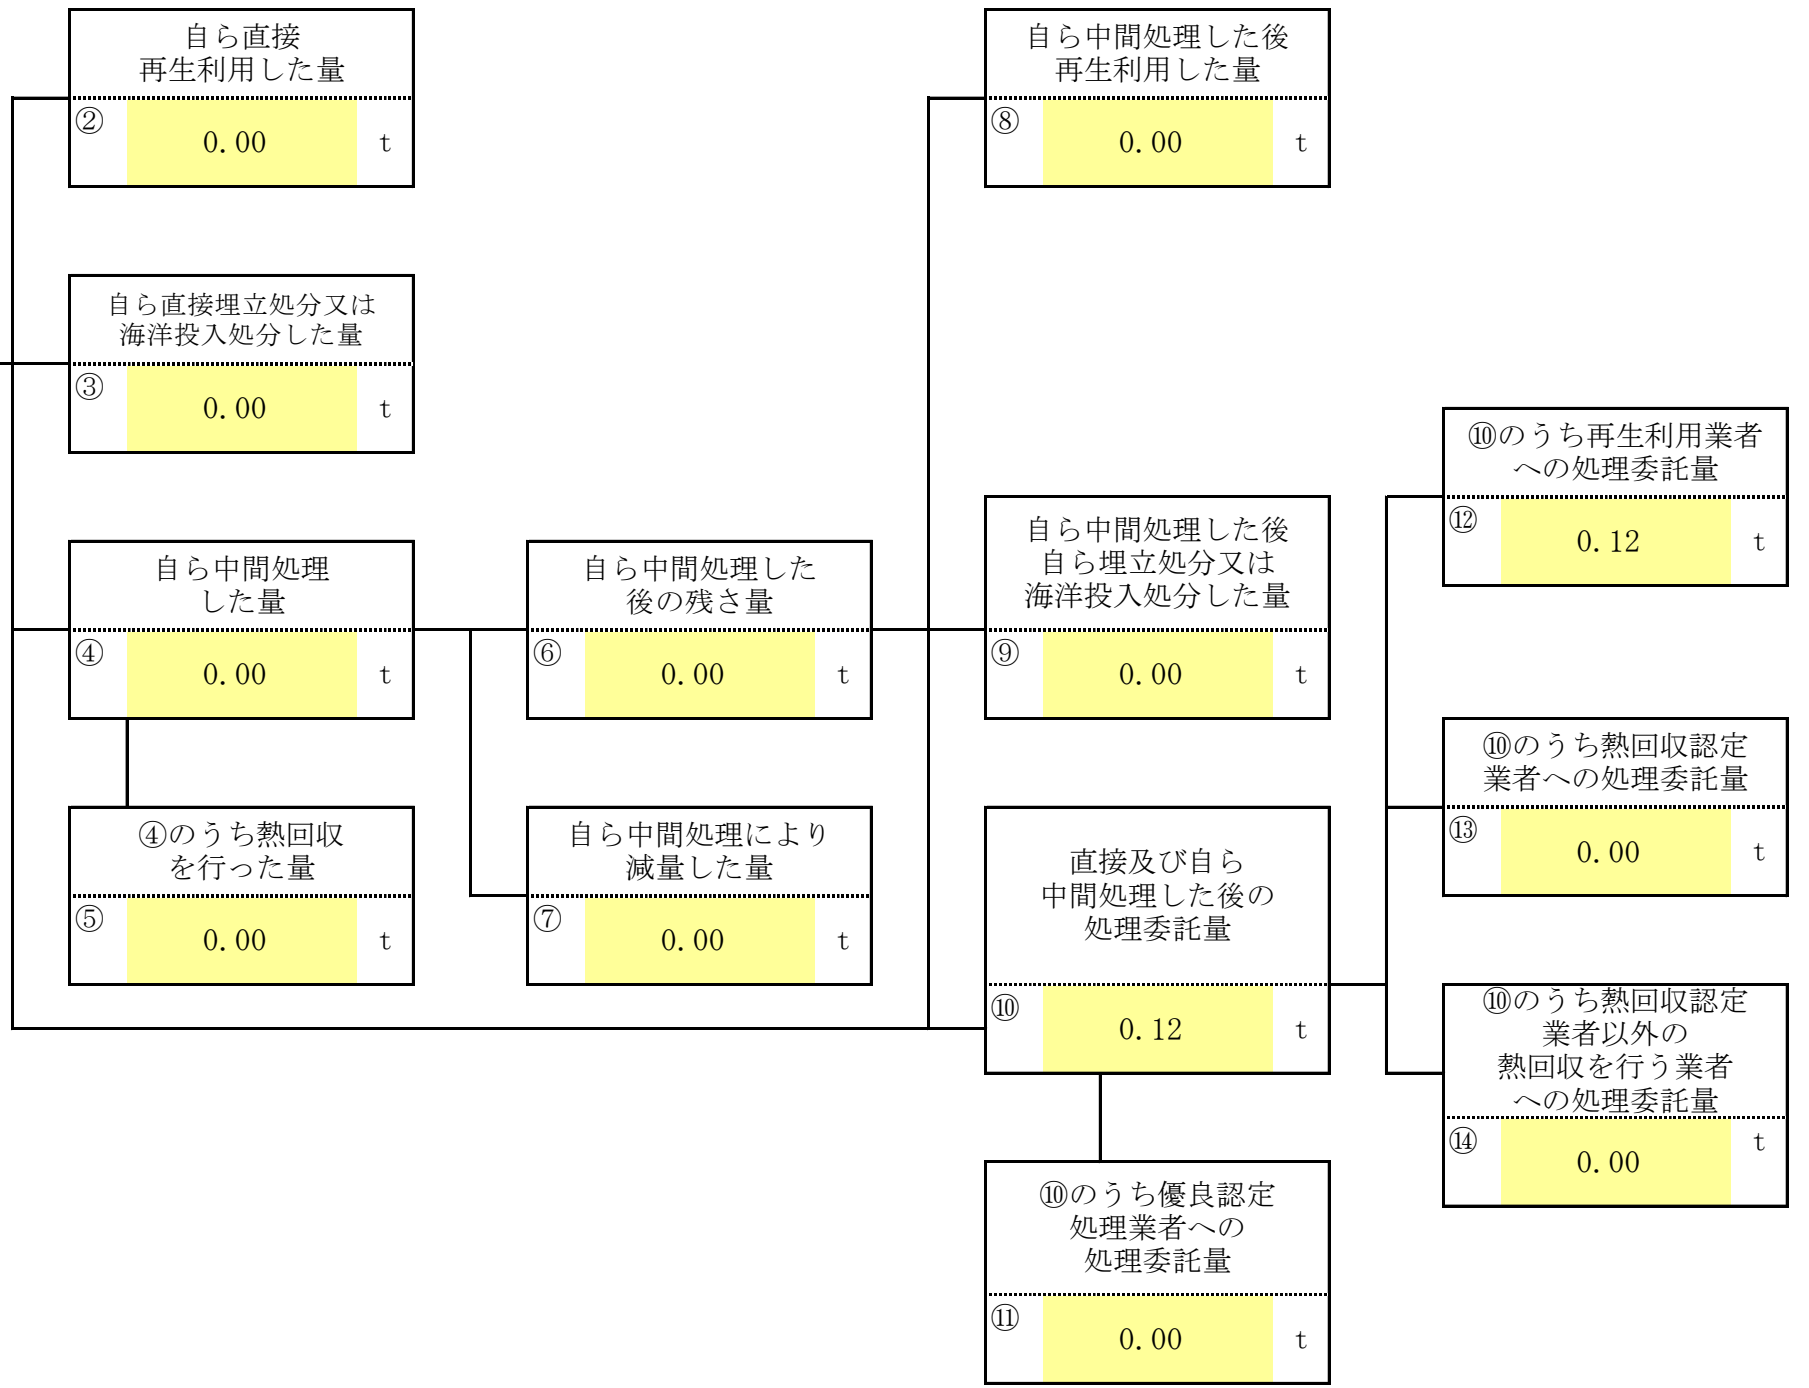 自ら直接
再生利用した量
②
0.00
t
自ら中間処理した後
再生利用した量
⑧
0.00
t
自ら直接埋立処分又は
海洋投入処分した量
③
0.00
t
⑩のうち再生利用業者
への処理委託量
⑫
0.12
t
自ら中間処理
した量
④
0.00
t
自ら中間処理した
後の残さ量
⑥
0.00
t
自ら中間処理した後
自ら埋立処分又は
海洋投入処分した量
⑨
0.00
t
⑩のうち熱回収認定
業者への処理委託量
⑬
0.00
t
④のうち熱回収
を行った量
⑤
0.00
t
自ら中間処理により
減量した量
⑦
0.00
t
直接及び自ら
中間処理した後の
処理委託量
⑩
0.12
t
⑩のうち熱回収認定
業者以外の
熱回収を行う業者
への処理委託量
⑭
0.00
t
⑩のうち優良認定
処理業者への
処理委託量
⑪
0.00
t